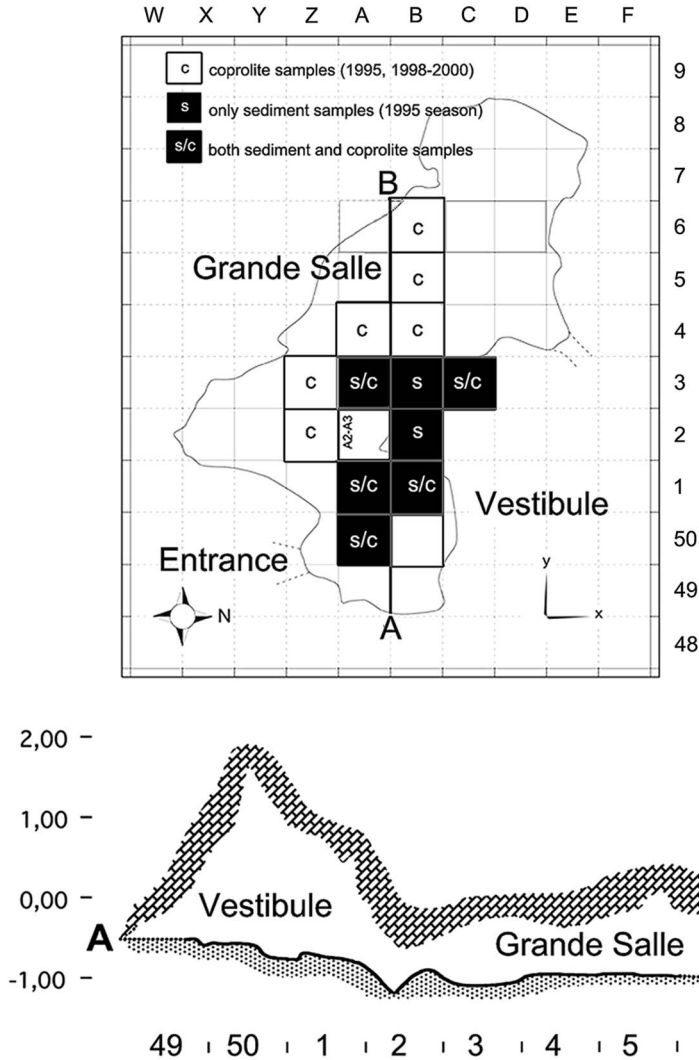 W X Y Z A B C D E F
c coprolite samples (1995, 1998-2000)
9
s only sediment samples (1995 season)
8
s/c both sediment and coprolite samples
7
B
c
6
Grande Salle
c
5
c c
4
c s/c s s/c
3
c A2-A3 s
2
s/c s/c
1
Vestibule
s/c
50
Entrance
y
49
N
x
A
48
2,00
1,00
0,00
Vestibule
A
Grande Salle
-1,00
49 50 1 2 3 4 5